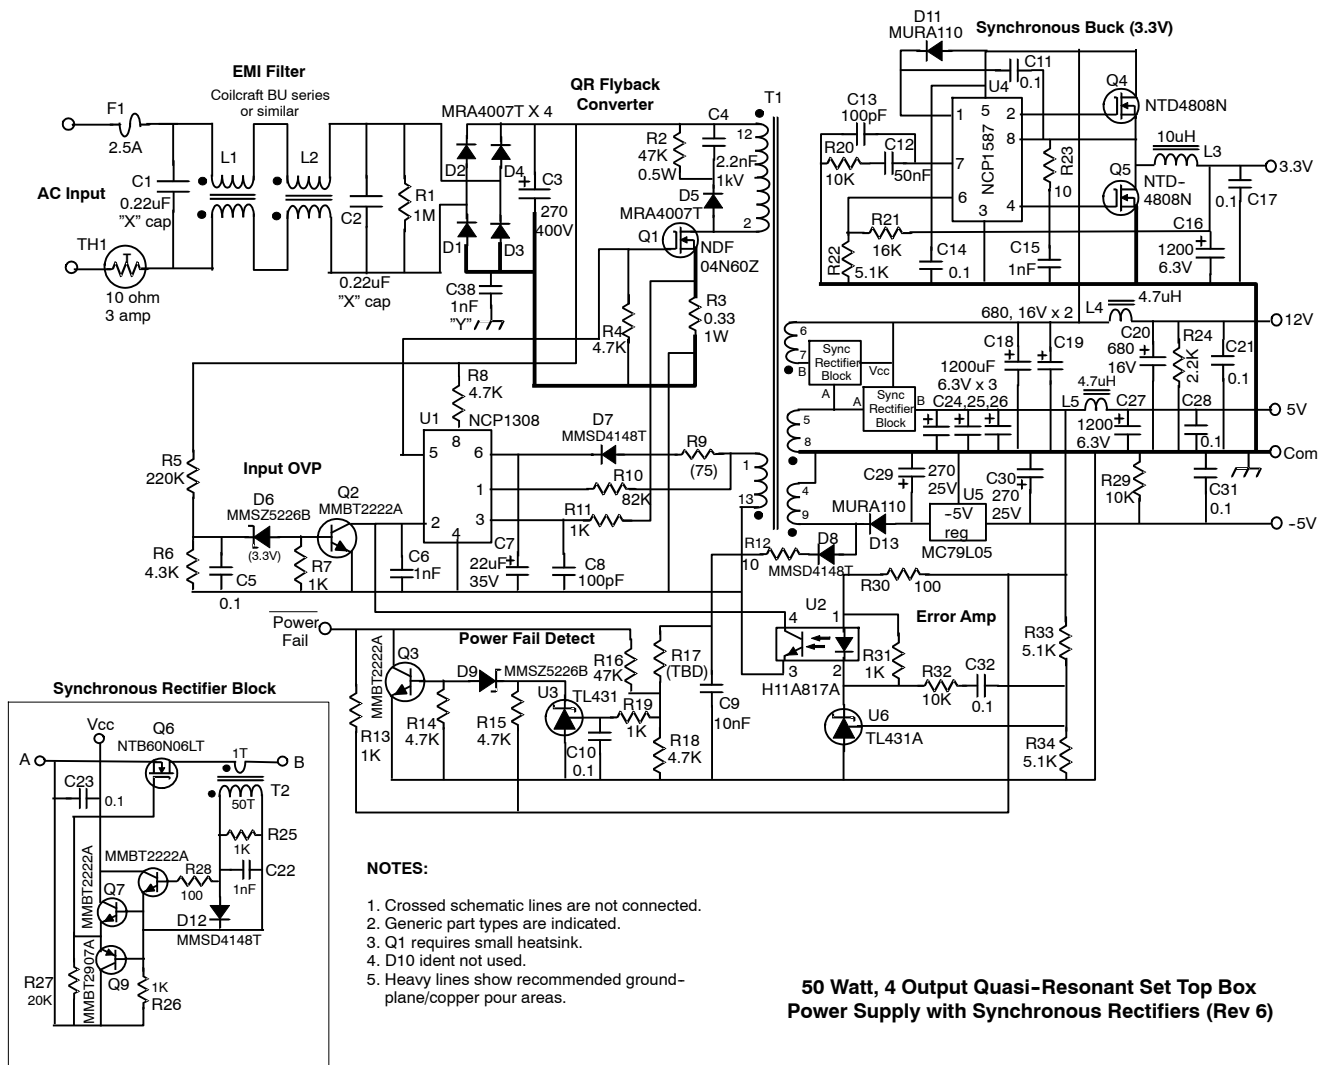 D11
MURA110
Synchronous Buck (3.3V)
EMI Filter
Coilcraft BU series
or similar
QR Flyback
Converter
MRA4007T X 4
F1
2.5A
L1
L2
C1
0.22uF
"X" cap
AC Input
TH1
T
10 ohm
3 amp
C2
0.22uF
"X" cap
R1
1M
D2
D4
D1
D3
C3
+
270
400V
C38
1nF
"Y"
R2
47K
0.5W
C4
2.2nF
1kV
D5
MRA4007T
T1
12
2
Q1
NDF
04N60Z
R3
0.33
1W
R4
4.7K
C11
0.1
U4
NCP1587
1
5
2
8
7
6
3
4
C13
100pF
R20
10K
C12
50nF
R21
16K
R22
5.1K
C14
0.1
C15
1nF
R23
10
Q4
NTD4808N
Q5
NTD-
4808N
10uH
L3
3.3V
0.1
C17
C16
1200
6.3V
+
680, 16V x 2
L4
4.7uH
12V
6
7
B
Sync
Rectifier
Block
Vcc
A
A
Sync
Rectifier
Block
B
C18
+
C19
+
1200uF
6.3V x 3
C24,25,26
+
+
+
C20
680
16V
+
R24
2.2K
C21
0.1
4.7uH
L5
C27
1200
6.3V
+
C28
0.1
5V
5
8
Com
4
9
C29
270
25V
+
U5
-5V
reg
MC79L05
C30
270
25V
+
R29
10K
C31
0.1
-5V
MURA110
D13
R12
10
D8
MMSD4148T
R30
100
R8
4.7K
U1
NCP1308
8
5
6
1
2
3
4
D7
MMSD4148T
R9
(75)
R10
82K
R11
1K
1
13
Input OVP
R5
220K
R6
4.3K
D6
MMSZ5226B
(3.3V)
Q2
MMBT2222A
C5
0.1
R7
1K
C6
1nF
C7
22uF
35V
+
C8
100pF
Power
Fail
Power Fail Detect
MMBT2222A
Q3
D9
MMSZ5226B
R13
1K
R14
4.7K
R15
4.7K
U3
TL431
C10
0.1
R16
47K
R17
(TBD)
R19
1K
R18
4.7K
C9
10nF
U2
4
1
3
2
H11A817A
Error Amp
R31
1K
R32
10K
C32
0.1
U6
TL431A
R33
5.1K
R34
5.1K
Synchronous Rectifier Block
Vcc
A
Q6
NTB60N06LT
1T
B
C23
0.1
T2
50T
R25
1K
C22
1nF
MMBT2222A
R28
100
MMBT2222A
Q7
D12
MMSD4148T
MMBT2907A
Q9
R27
20K
1K
R26
NOTES:
1. Crossed schematic lines are not connected.
2. Generic part types are indicated.
3. Q1 requires small heatsink.
4. D10 ident not used.
5. Heavy lines show recommended ground-
plane/copper pour areas.
50 Watt, 4 Output Quasi-Resonant Set Top Box
Power Supply with Synchronous Rectifiers (Rev 6)